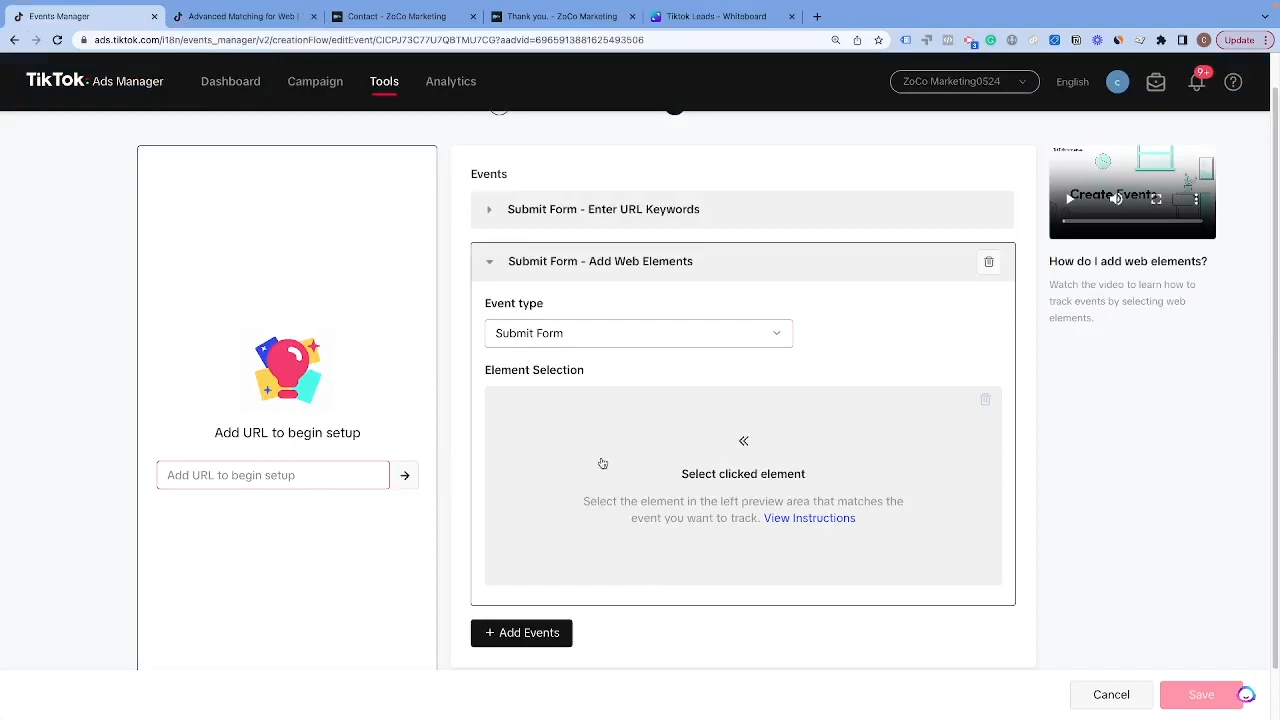 Events Manager
Advanced Matching for Web |
Contact - ZoCo Marketing
Thank you. - ZoCo Marketing
Tiktok Leads – Whiteboard
ads.tiktok.com/i18n/events_manager/v2/creationFlow/editEvent/CICPJ73C77U7QBTMU7CG?aadvid=6965913881625493506
3
C
Update
TikTok: Ads Manager
Dashboard
Campaign
Tools
Analytics
ZoCo Marketing0524
English
c
9+
Events
Submit Form - Enter URL Keywords
Submit Form - Add Web Elements
Event type
Submit Form
Element Selection
Select clicked element
Select the element in the left preview area that matches the
event you want to track. View Instructions
+ Add Events
Add URL to begin setup
Add URL to begin setup
Create Events
How do I add web elements?
Watch the video to learn how to
track events by selecting web
elements.
Cancel
Save